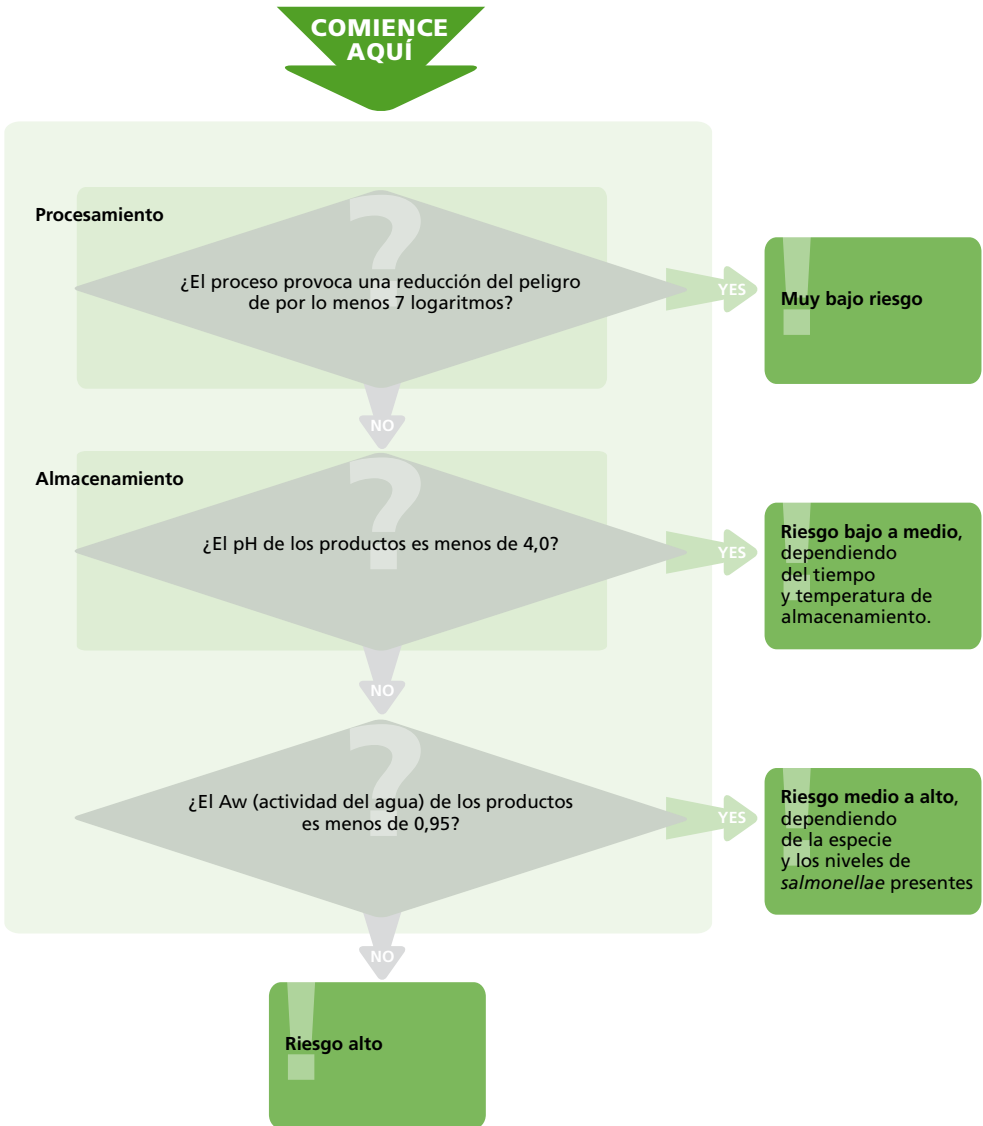 COMIENCE
AQUÍ
Procesamiento
?
¿El proceso provoca una reducción del peligro
de por lo menos 7 logaritmos?
YES
!
Muy bajo riesgo
NO
Almacenamiento
?
¿El pH de los productos es menos de 4,0?
YES
!
Riesgo bajo a medio,
dependiendo
del tiempo
y temperatura de
almacenamiento.
NO
?
¿El Aw (actividad del agua) de los productos
es menos de 0,95?
YES
!
Riesgo medio a alto,
dependiendo
de la especie
y los niveles de
salmonellae presentes
NO
!
Riesgo alto